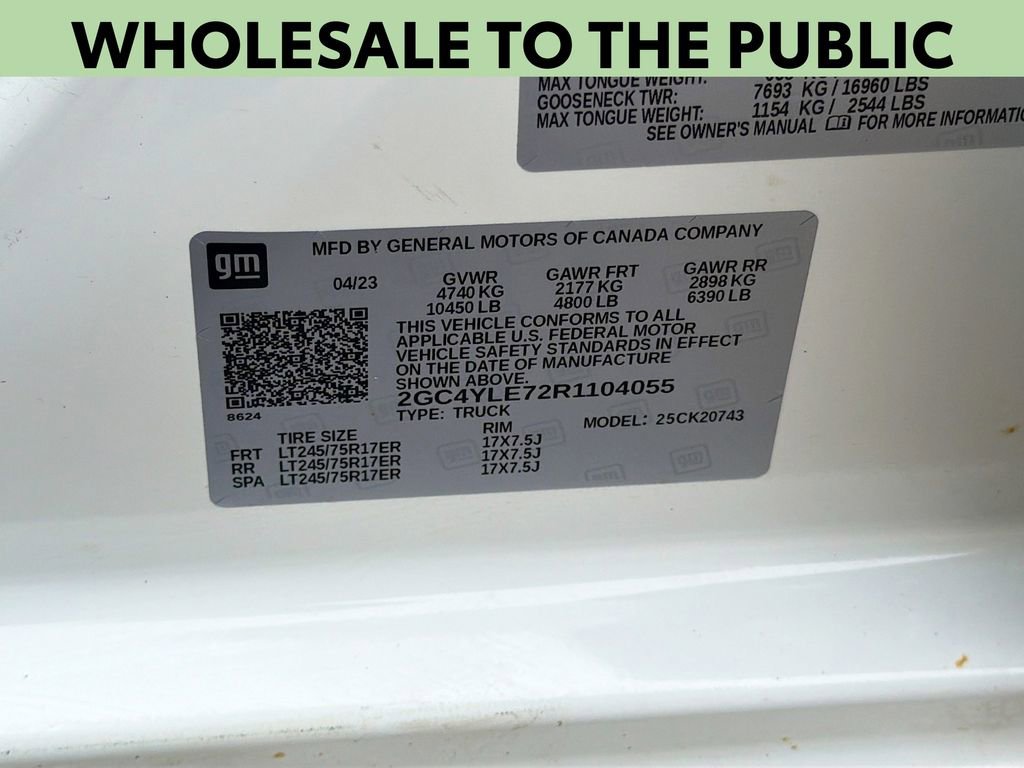 WHOLESALE TO THE PUBLIC
MAX TONGUE WEIGHT:
GOOSENECK TWR: 7693 KG / 16960 LBS
MAX TONGUE WEIGHT: 1154 KG / 2544 LBS
SEE OWNER'S MANUAL FOR MORE INFORMATIO
gm
MFD BY GENERAL MOTORS OF CANADA COMPANY
04/23 GVWR GAWR FRT GAWR RR
4740 KG 2177 KG 2898 KG
10450 LB 4800 LB 6390 LB
THIS VEHICLE CONFORMS TO ALL
APPLICABLE U.S. FEDERAL MOTOR
VEHICLE SAFETY STANDARDS IN EFFECT
ON THE DATE OF MANUFACTURE
SHOWN ABOVE.
2GC4YLE72R1104055
8624
TYPE: TRUCK MODEL: 25CK20743
TIRE SIZE RIM
FRT LT245/75R17ER 17X7.5J
RR LT245/75R17ER 17X7.5J
SPA LT245/75R17ER 17X7.5J